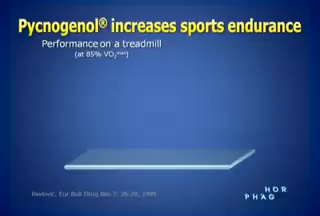 Pycnogenol® increases sports endurance
Performance on a treadmill
(at 85% VO₂ᵐᵃˣ)
Pavlovic. Eur Bull Drug Res 7: 26-29, 1999
HOR
PHAG